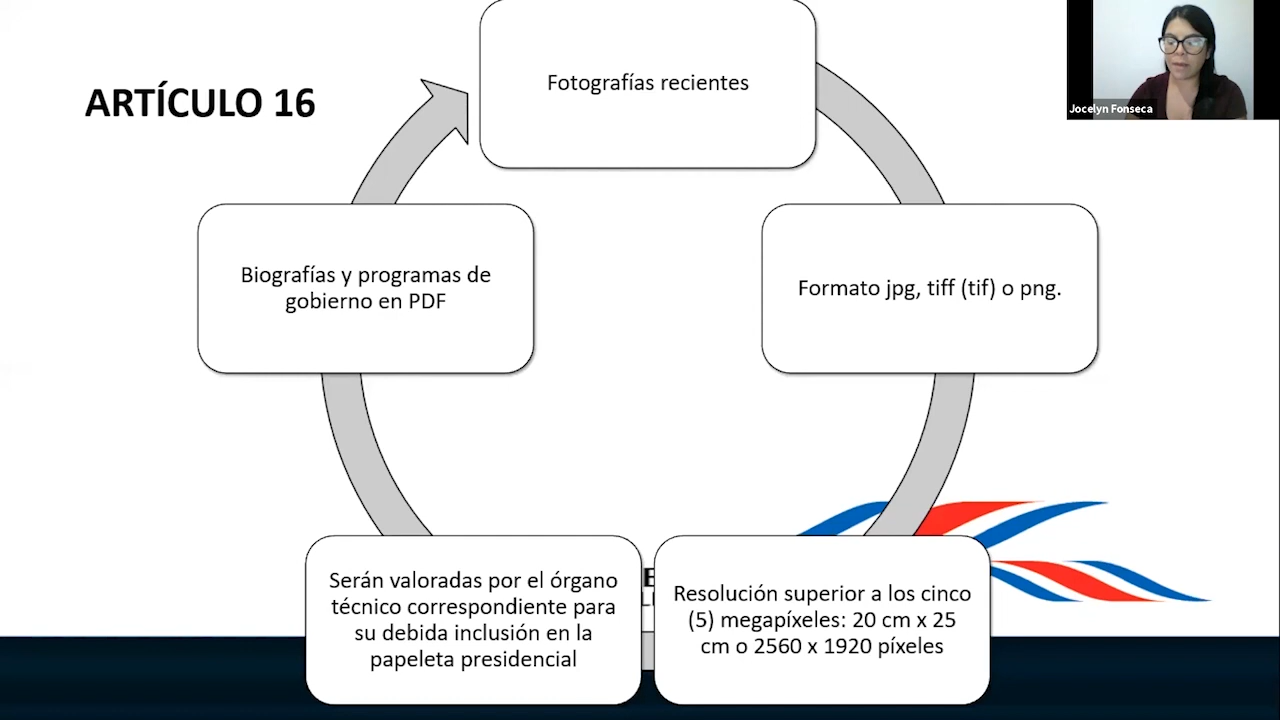 ARTÍCULO 16
Fotografías recientes
Jocelyn Fonseca
Formato jpg, tiff (tif) o png.
Resolución superior a los cinco
(5) megapíxeles: 20 cm x 25
cm o 2560 x 1920 píxeles
Serán valoradas por el órgano
técnico correspondiente para
su debida inclusión en la
papeleta presidencial
Biografías y programas de
gobierno en PDF